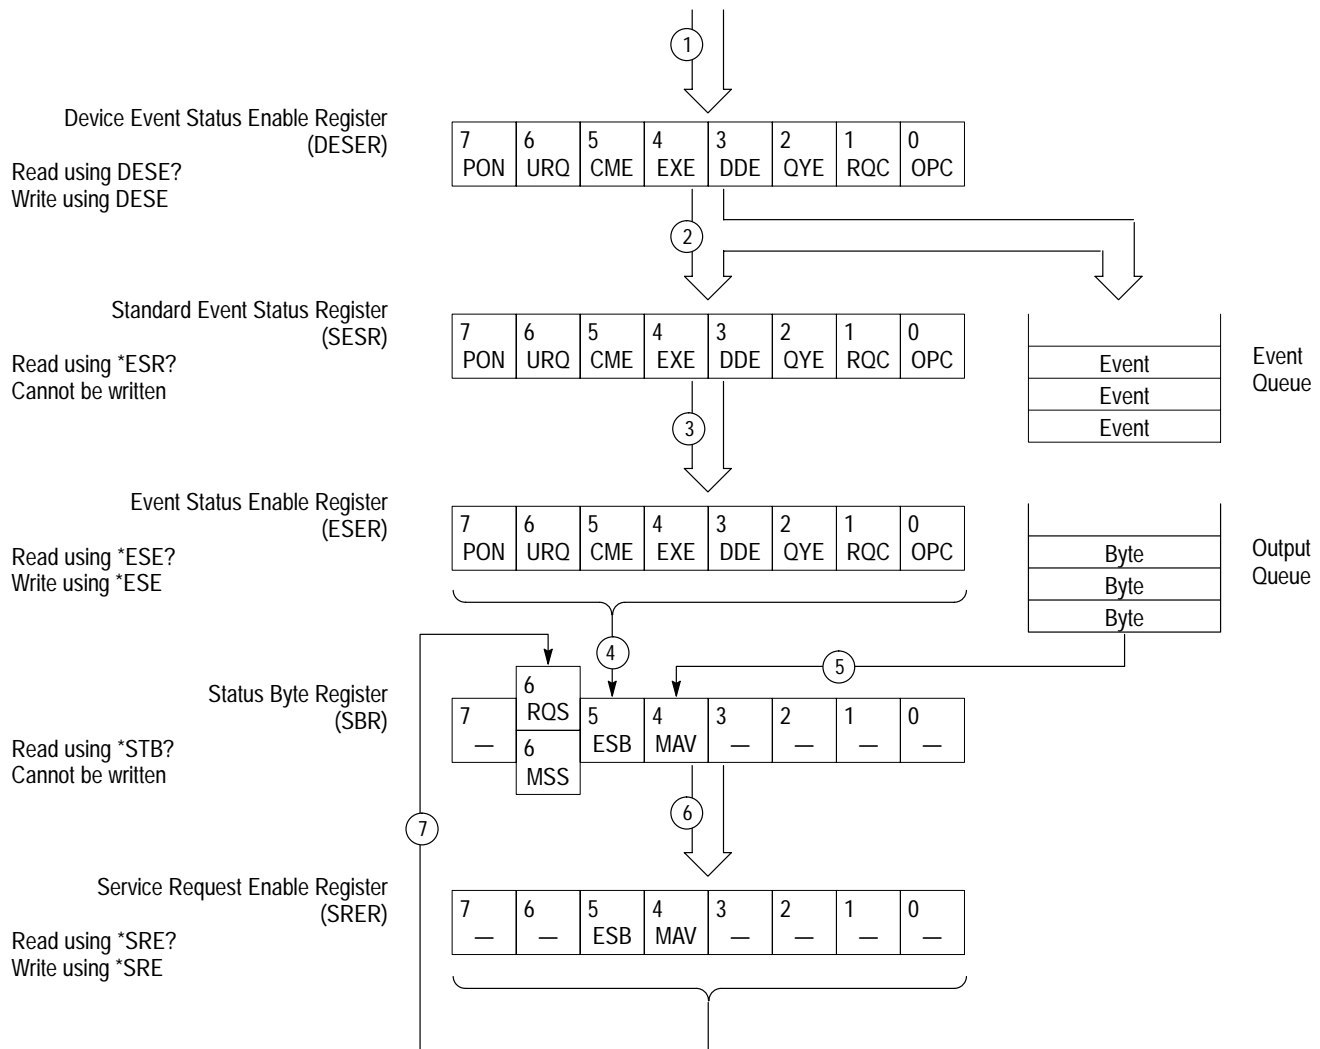 1
Device Event Status Enable Register
(DESER)
Read using DESE?
Write using DESE
7 6 5 4 3 2 1 0
PON URQ CME EXE DDE QYE RQC OPC
2
Standard Event Status Register
(SESR)
Read using *ESR?
Cannot be written
7 6 5 4 3 2 1 0
PON URQ CME EXE DDE QYE RQC OPC
Event
Event
Event
Event
Queue
3
Event Status Enable Register
(ESER)
Read using *ESE?
Write using *ESE
7 6 5 4 3 2 1 0
PON URQ CME EXE DDE QYE RQC OPC
Byte
Byte
Byte
Output
Queue
4
5
Status Byte Register
(SBR)
Read using *STB?
Cannot be written
6
RQS
7 5 4 3 2 1 0
— ESB MAV — — — —
6
MSS
6
7
Service Request Enable Register
(SRER)
Read using *SRE?
Write using *SRE
7 6 5 4 3 2 1 0
— — ESB MAV — — — —